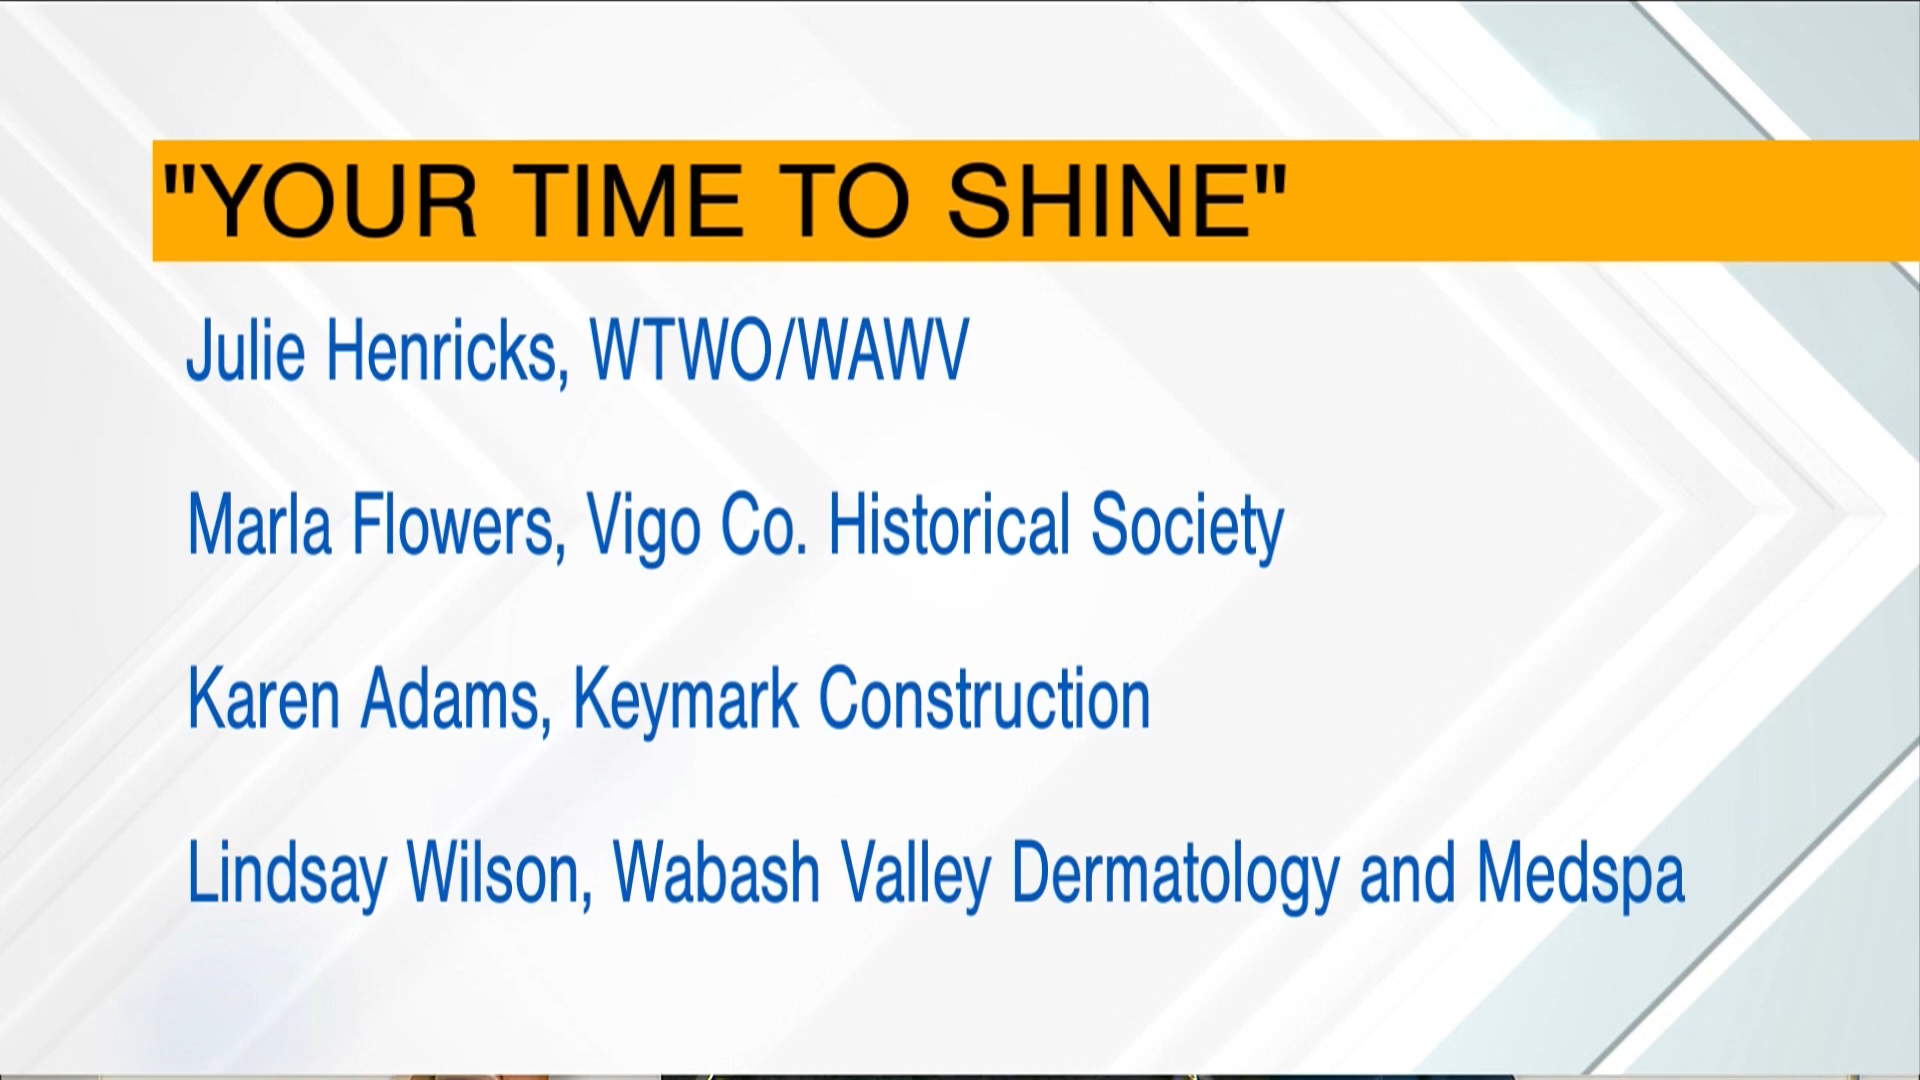 "YOUR TIME TO SHINE"
Julie Henricks, WTWO/WAWV
Marla Flowers, Vigo Co. Historical Society
Karen Adams, Keymark Construction
Lindsay Wilson, Wabash Valley Dermatology and Medspa